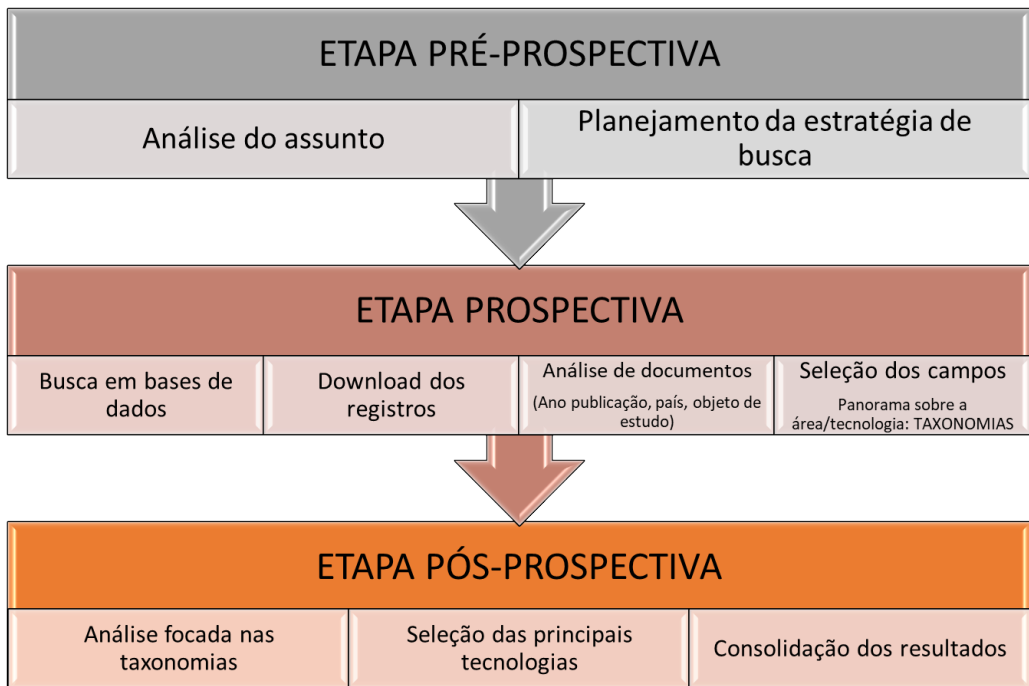 ETAPA PRÉ-PROSPECTIVA
Análise do assunto
Planejamento da estratégia de
busca
ETAPA PROSPECTIVA
Busca em bases de
dados
Download dos
registros
Análise de documentos
(Ano publicação, país, objeto de
estudo)
Seleção dos campos
Panorama sobre a
área/tecnologia: TAXONOMIAS
ETAPA PÓS-PROSPECTIVA
Análise focada nas
taxonomias
Seleção das principais
tecnologias
Consolidação dos resultados